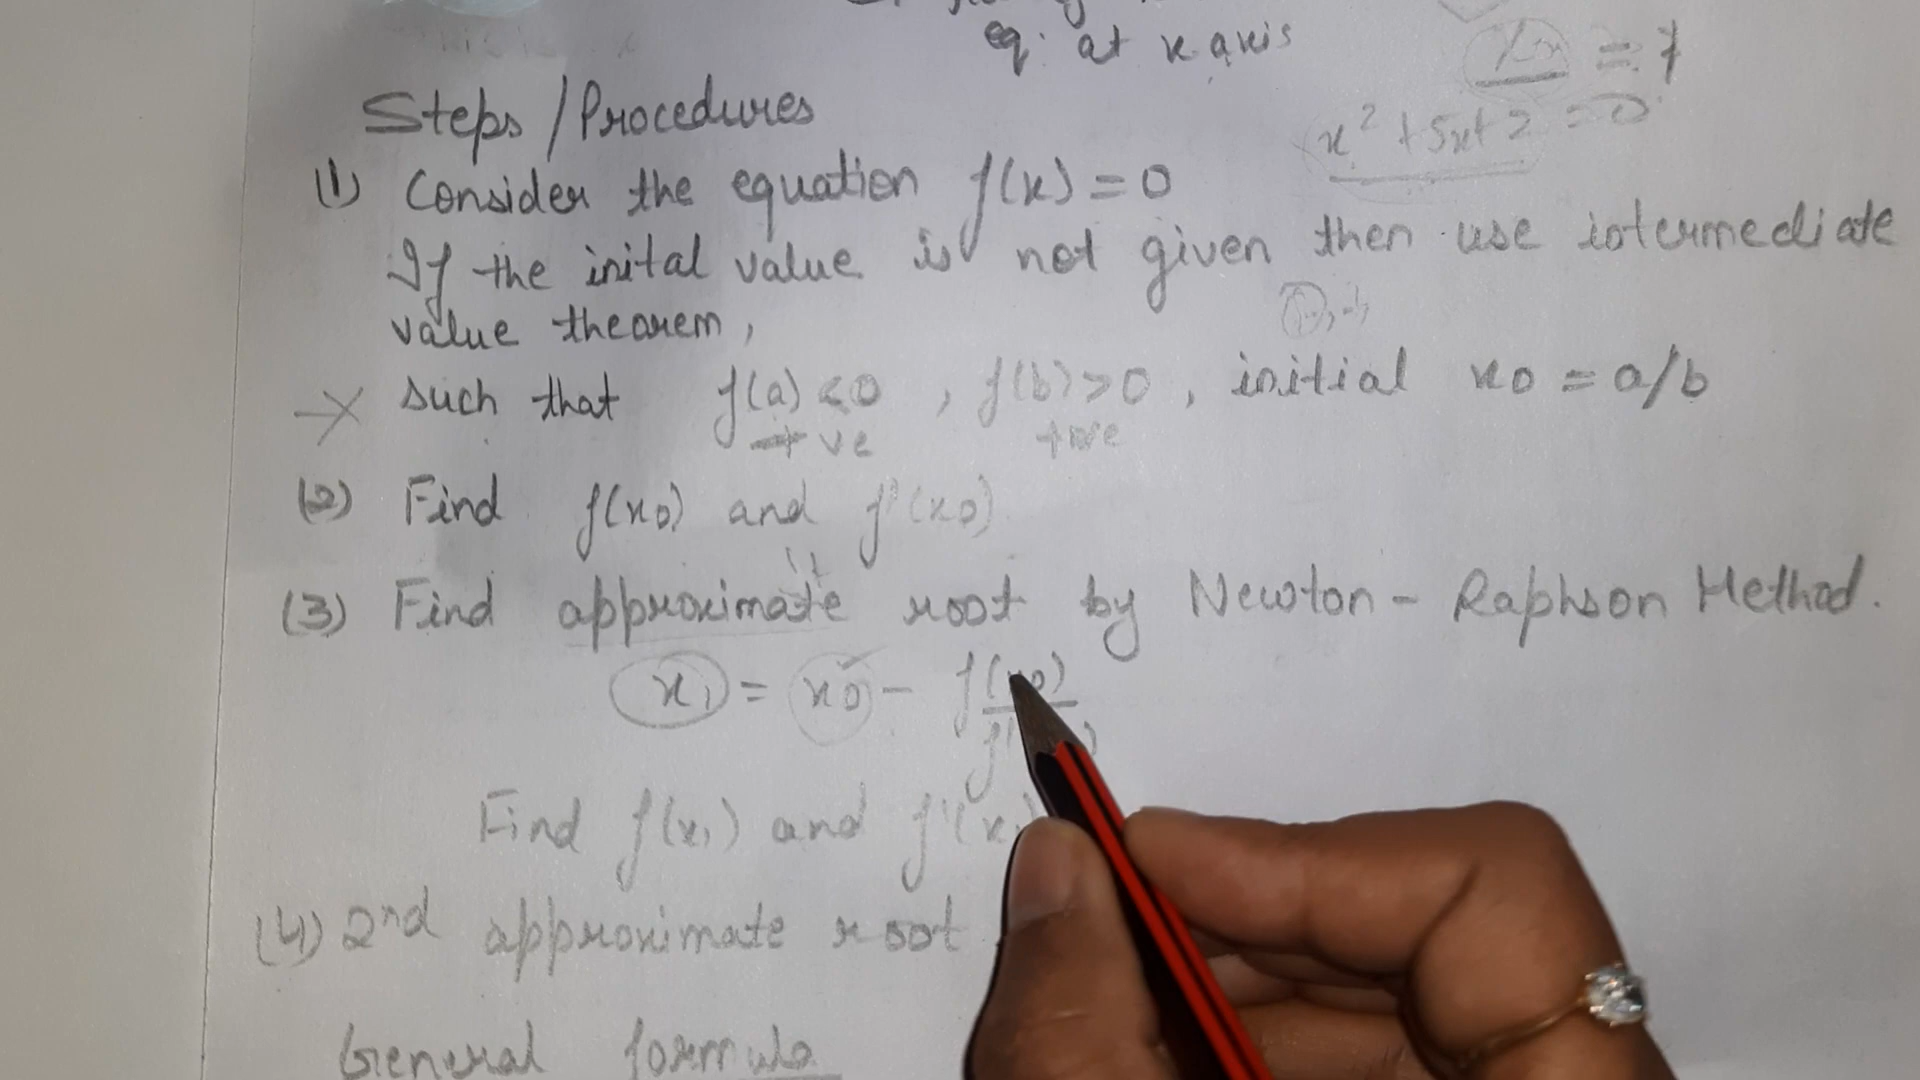 eq. at x axis
= 7
x² + 5x + 2 = 0
Steps / Procedures
(1) Consider the equation f(x) = 0
If the inital value is not given then use intermediate
value theorem,
such that f(a) < 0 , f(b) > 0 , initial x0 = a/b
ve +ve
(2) Find f(x0) and f'(x0)
(3) Find approximate root by Newton - Raphson Method.
x1 = x0 - f(x0)
Find f(x1) and f'(x
(4) 2nd approximate root
General formula